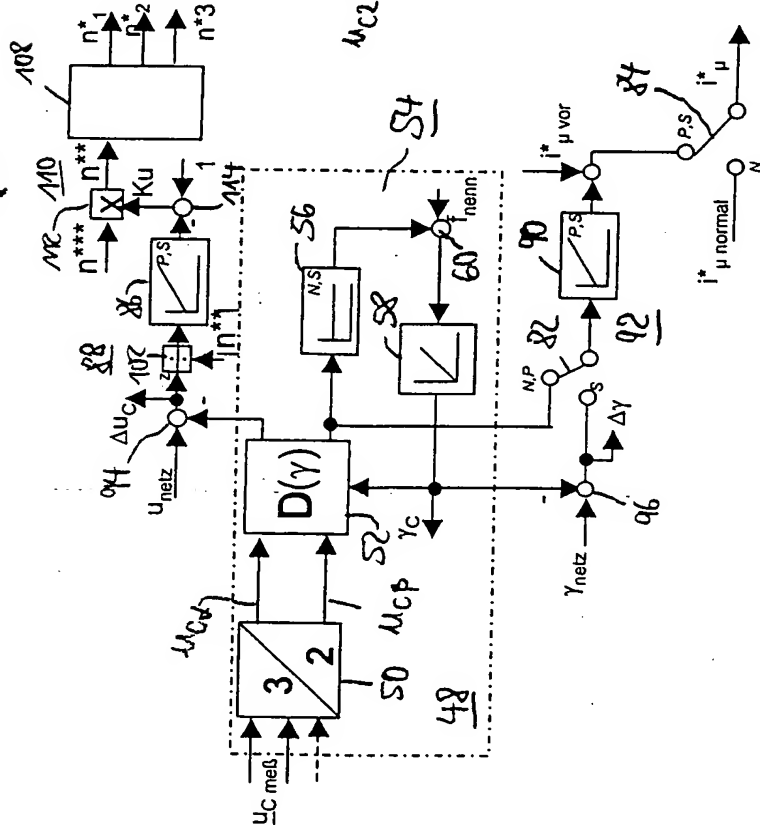 108
n*1
n*2
n*3
n**
110
112
X
Ku
n***
1
114
86
P,S
88
102
z
:
|n**|
Δuc
94
unetz
-
54
56
N,S
fnenn
60
58
D(γ)
52
uCα
uCβ
3
2
50
uC meß
48
γC
uC2
N,P
82
S
92
90
P,S
i*μ vor
P,S
84
i*μ
N
i*μ normal
Δγ
-
96
γnetz